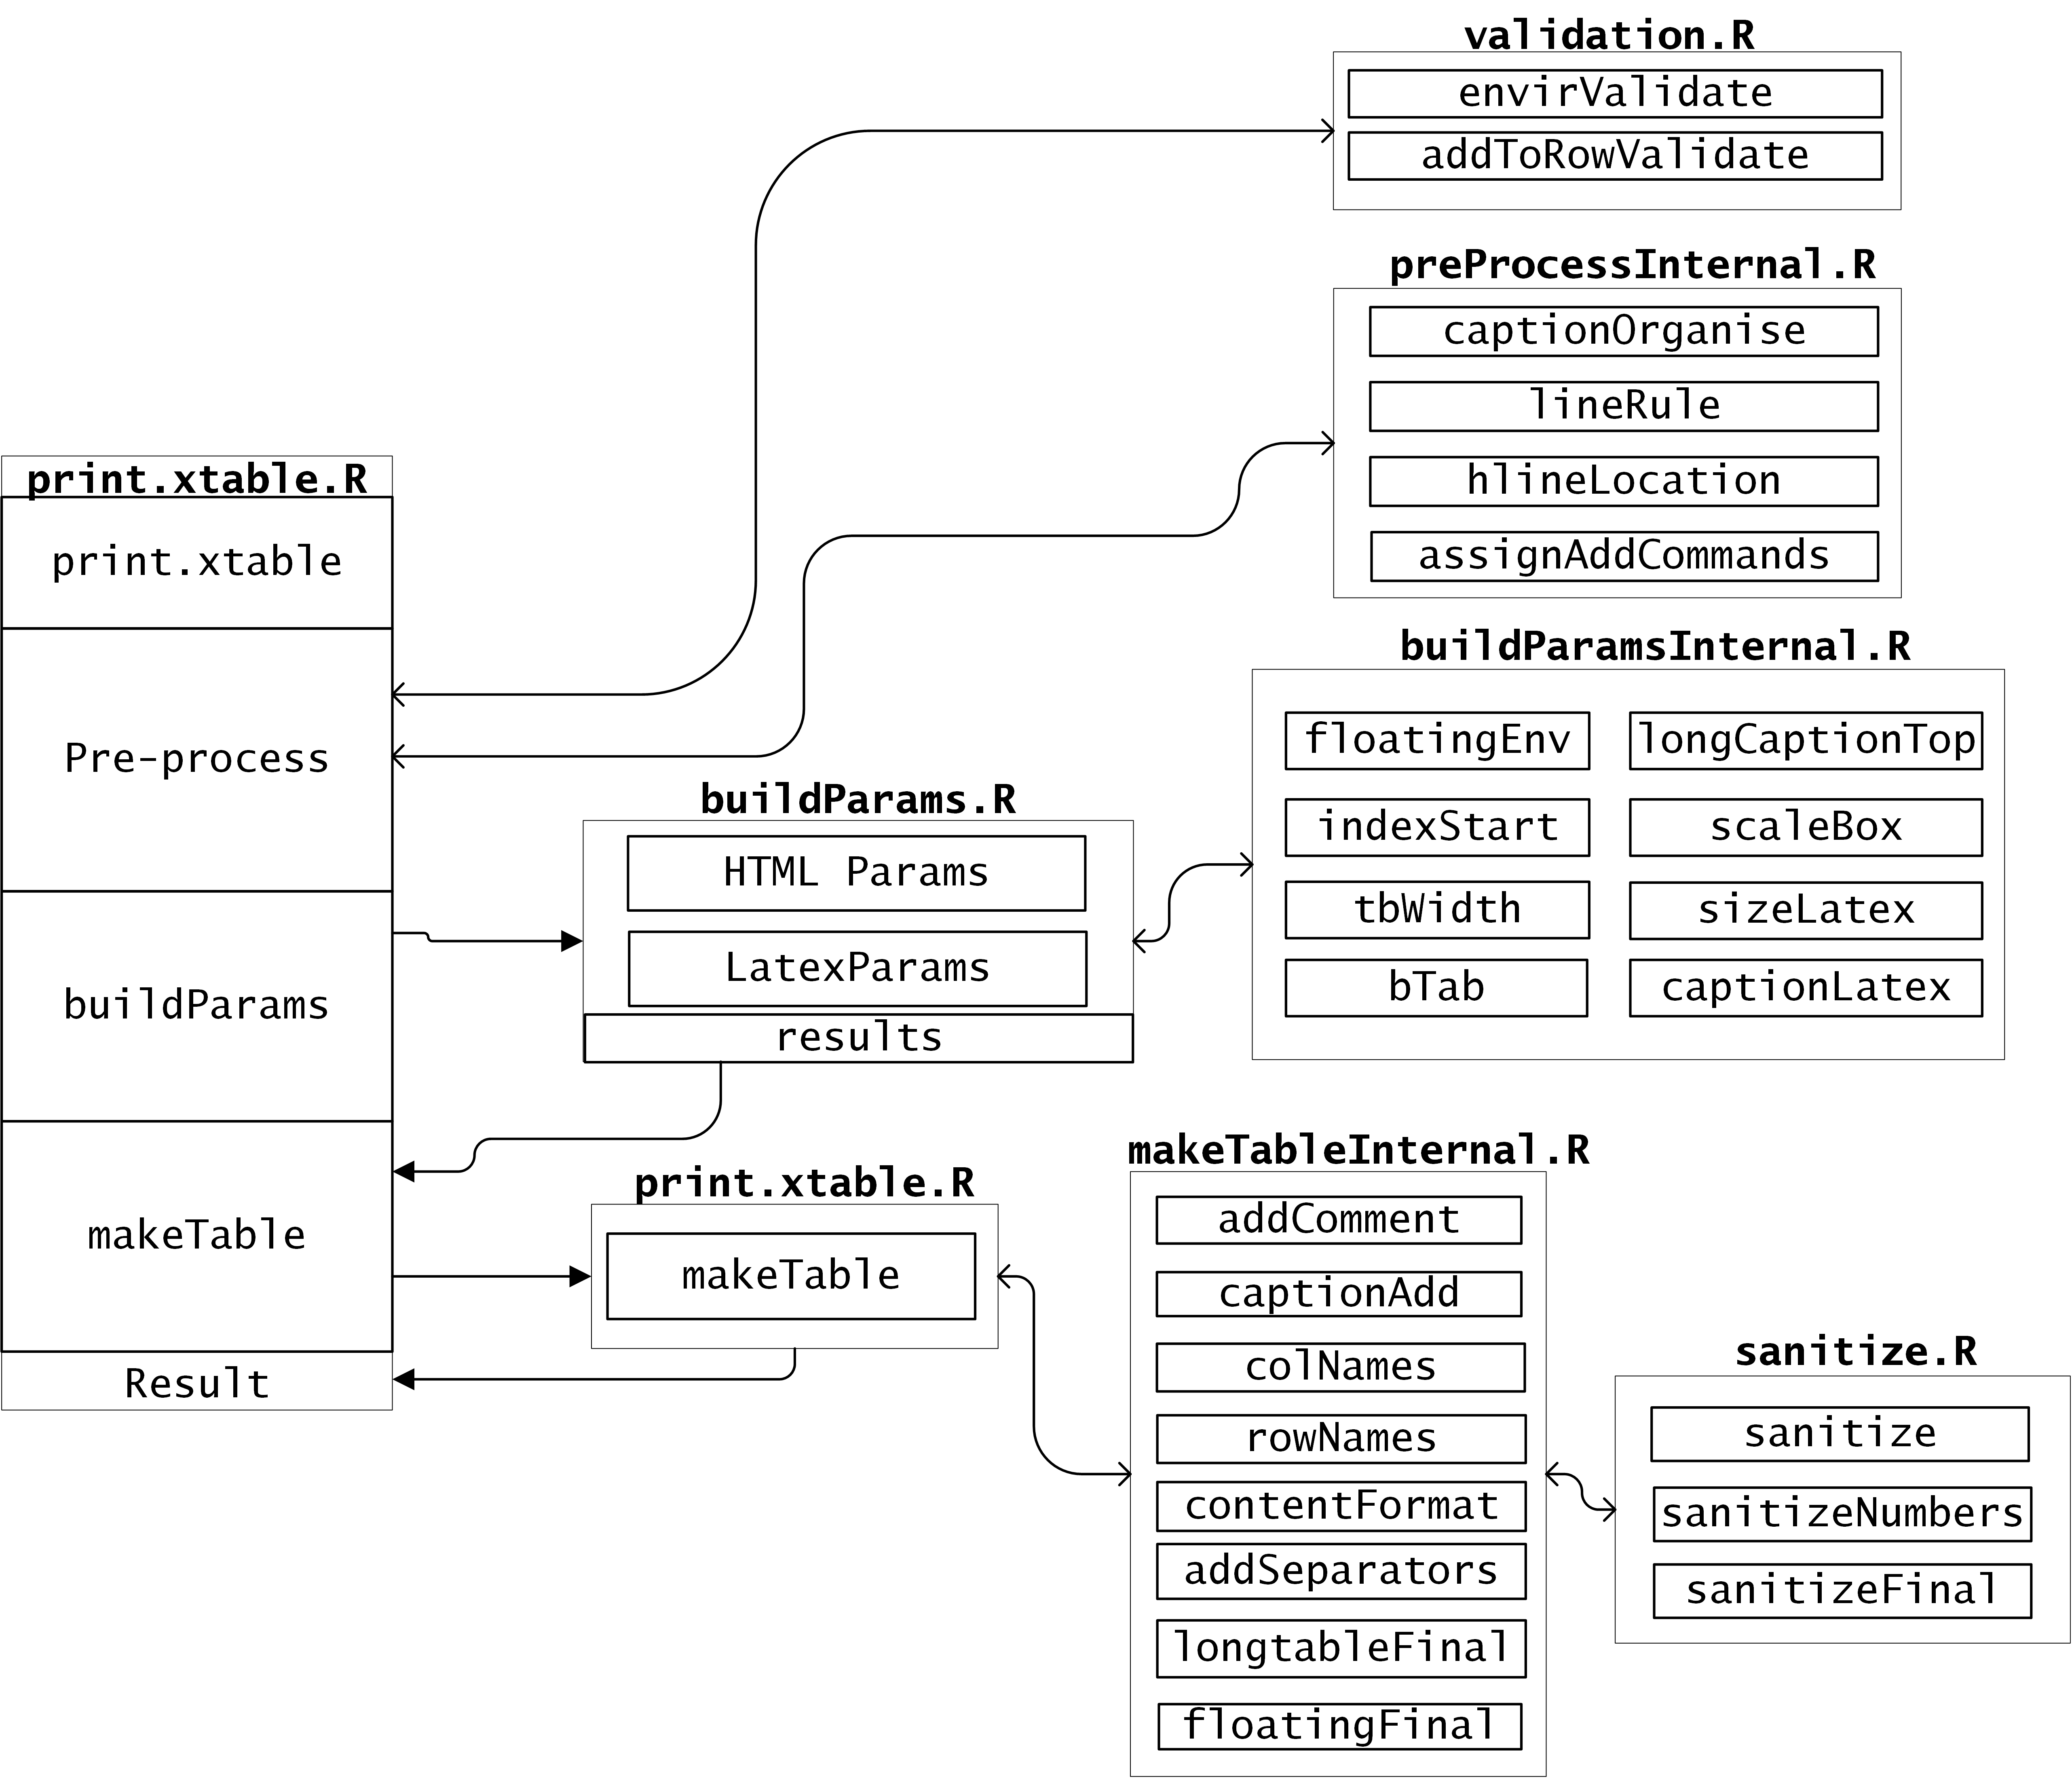 validation.R
envirValidate
addToRowValidate
preProcessInternal.R
captionOrganise
lineRule
hlineLocation
assignAddCommands
print.xtable.R
print.xtable
Pre-process
buildParams
makeTable
Result
buildParams.R
HTML Params
LatexParams
results
buildParamsInternal.R
floatingEnv
longCaptionTop
indexStart
scaleBox
tbWidth
sizeLatex
bTab
captionLatex
print.xtable.R
makeTable
makeTableInternal.R
addComment
captionAdd
colNames
rowNames
contentFormat
addSeparators
longtableFinal
floatingFinal
sanitize.R
sanitize
sanitizeNumbers
sanitizeFinal